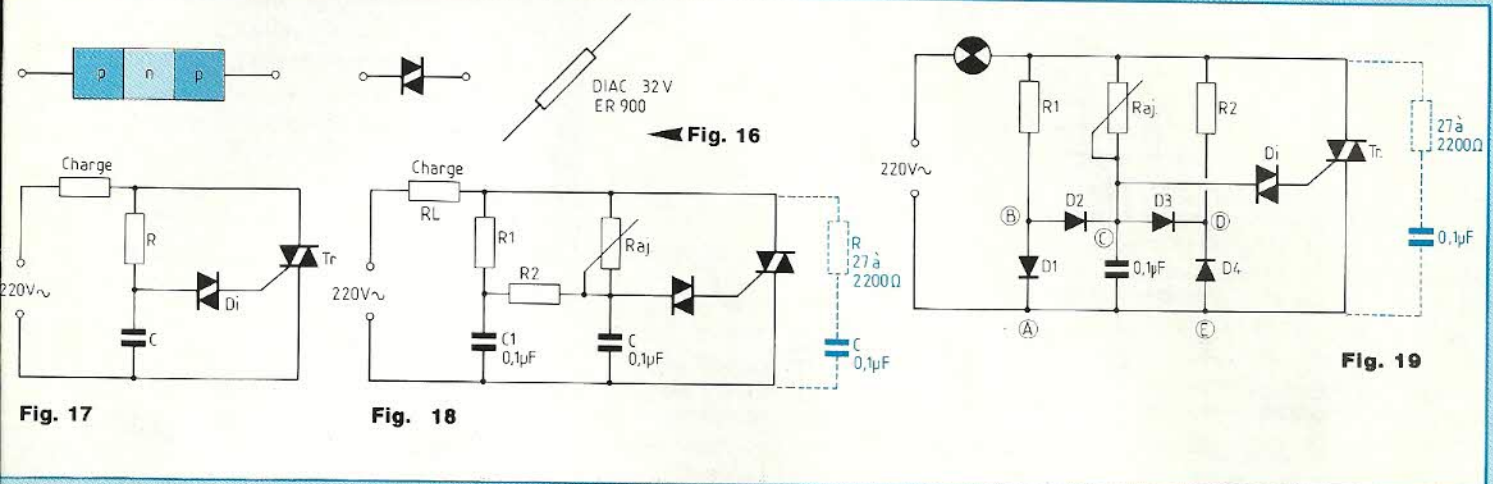 p n p
DIAC 32 V
ER 900
Fig. 16
Charge
R
Tr
220V~
Di
C
Fig. 17
Charge
RL
R1
Raj.
R2
220V~
C1
0,1µF
C
0,1µF
R
27 à
2200Ω
C
0,1µF
Fig. 18
R1
Raj.
R2
27 à
2200Ω
220V~
Di
Tr.
B
D2
C
D3
D
D1
0,1µF
D4
0,1µF
A
E
Fig. 19